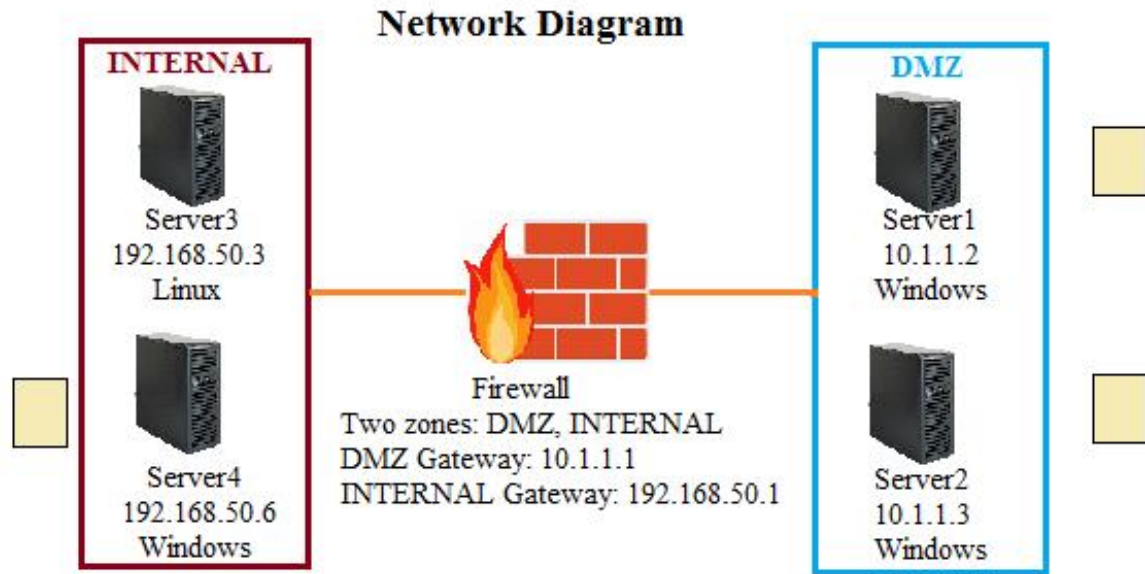 Network Diagram
INTERNAL
Server3
192.168.50.3
Linux
Server4
192.168.50.6
Windows
Firewall
Two zones: DMZ, INTERNAL
DMZ Gateway: 10.1.1.1
INTERNAL Gateway: 192.168.50.1
DMZ
Server1
10.1.1.2
Windows
Server2
10.1.1.3
Windows